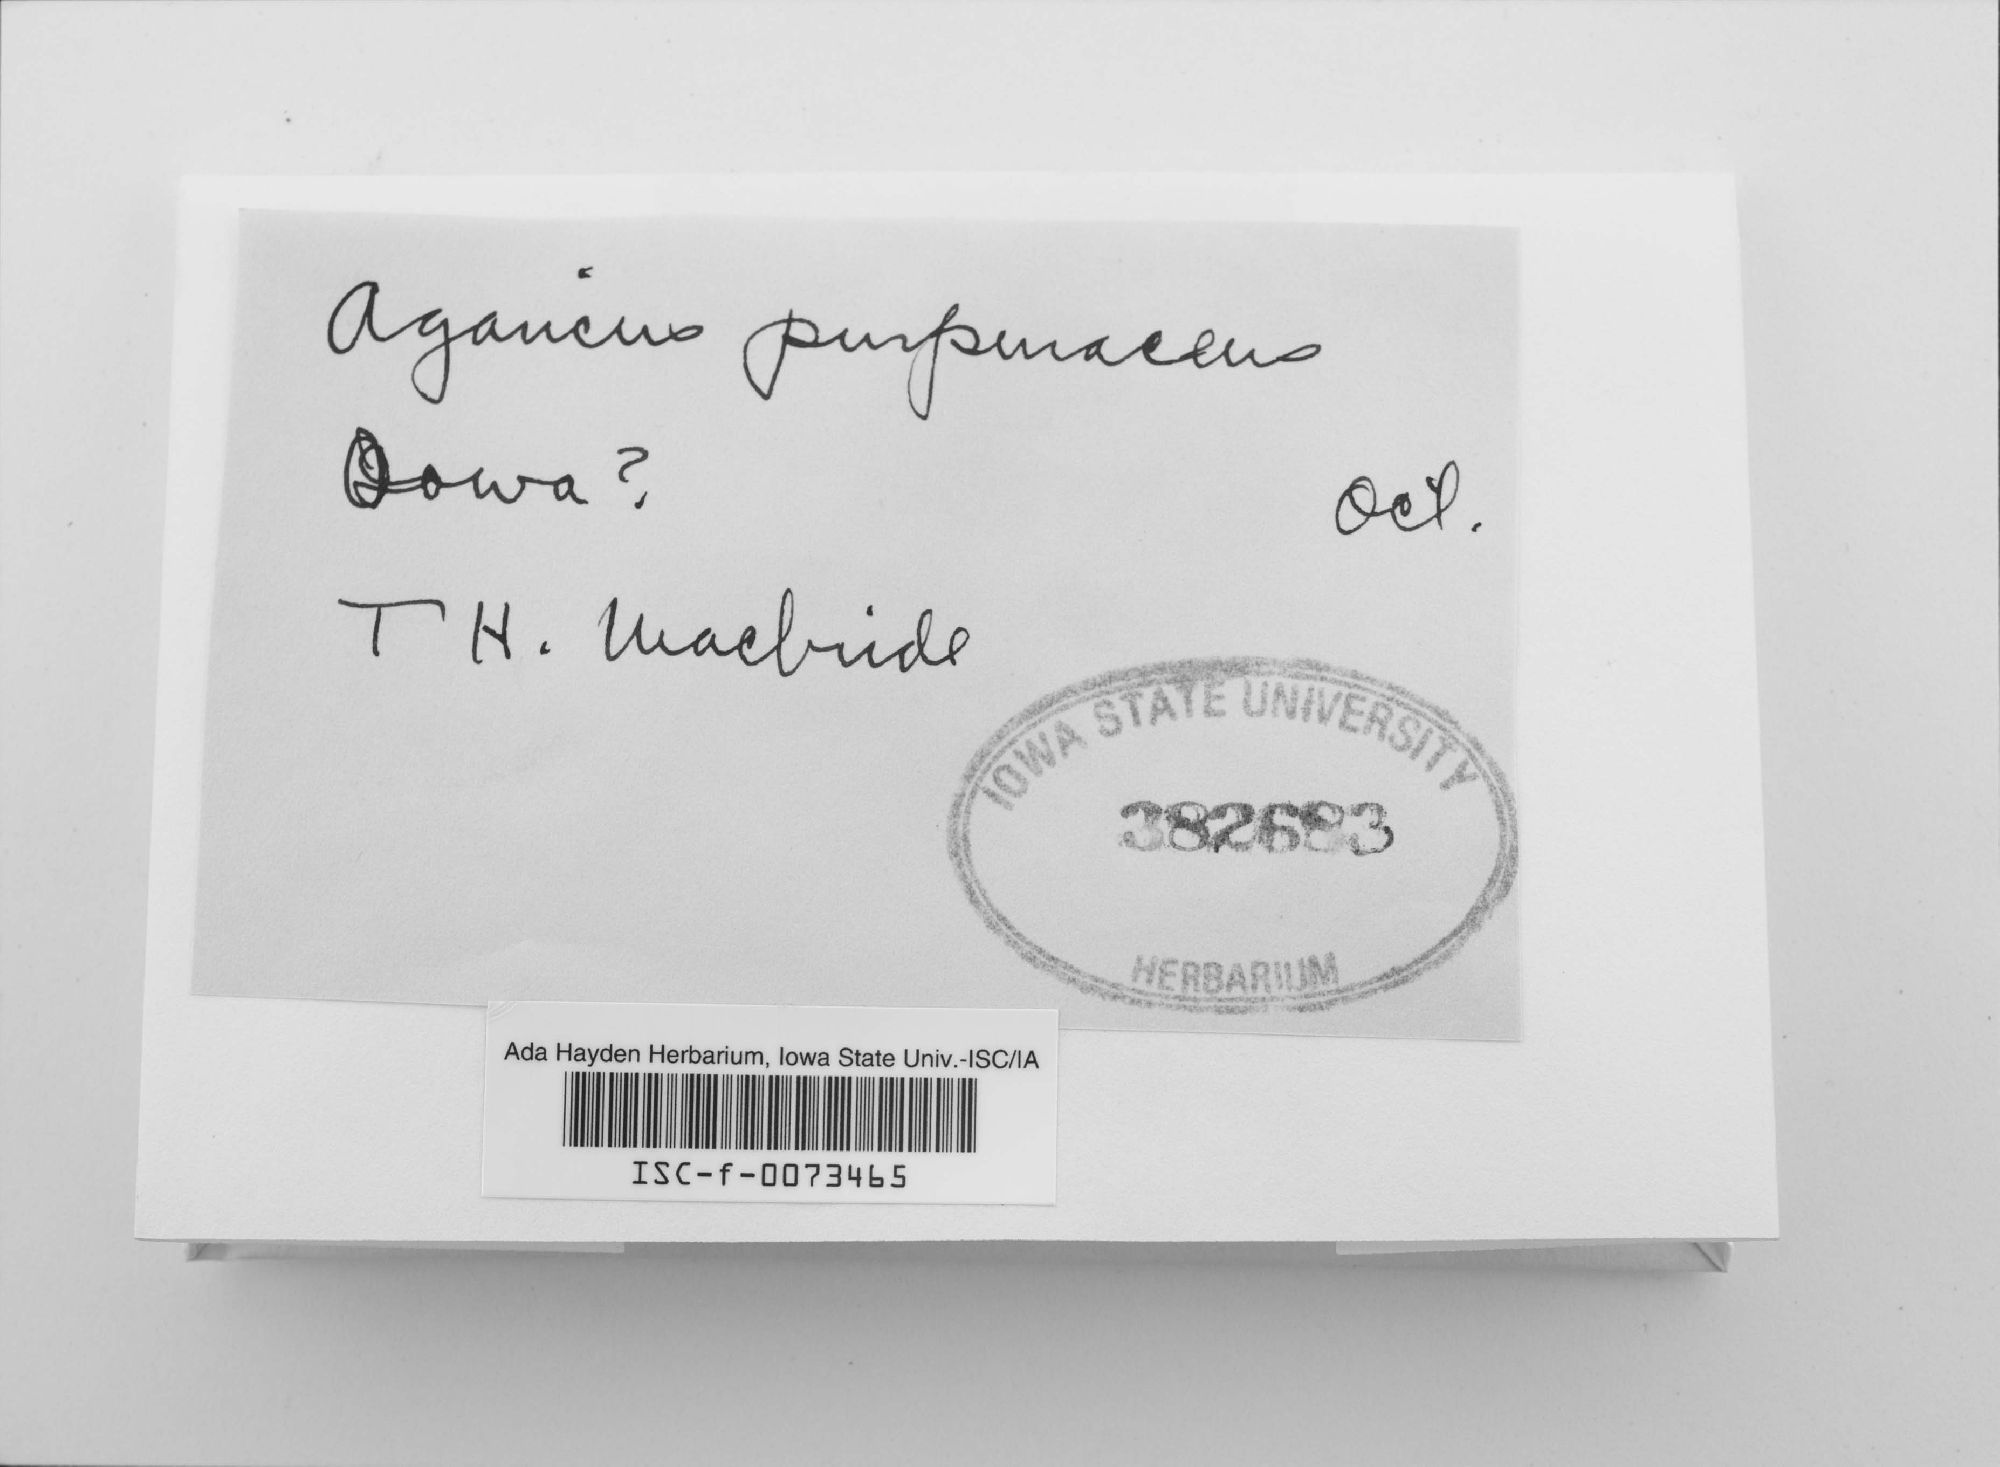 Agaricus purpuraceus
Iowa ? Oct.
T H. Macbride
IOWA STATE UNIVERSITY
382683
HERBARIUM
Ada Hayden Herbarium, Iowa State Univ.-ISC/IA
ISC-f-0073465